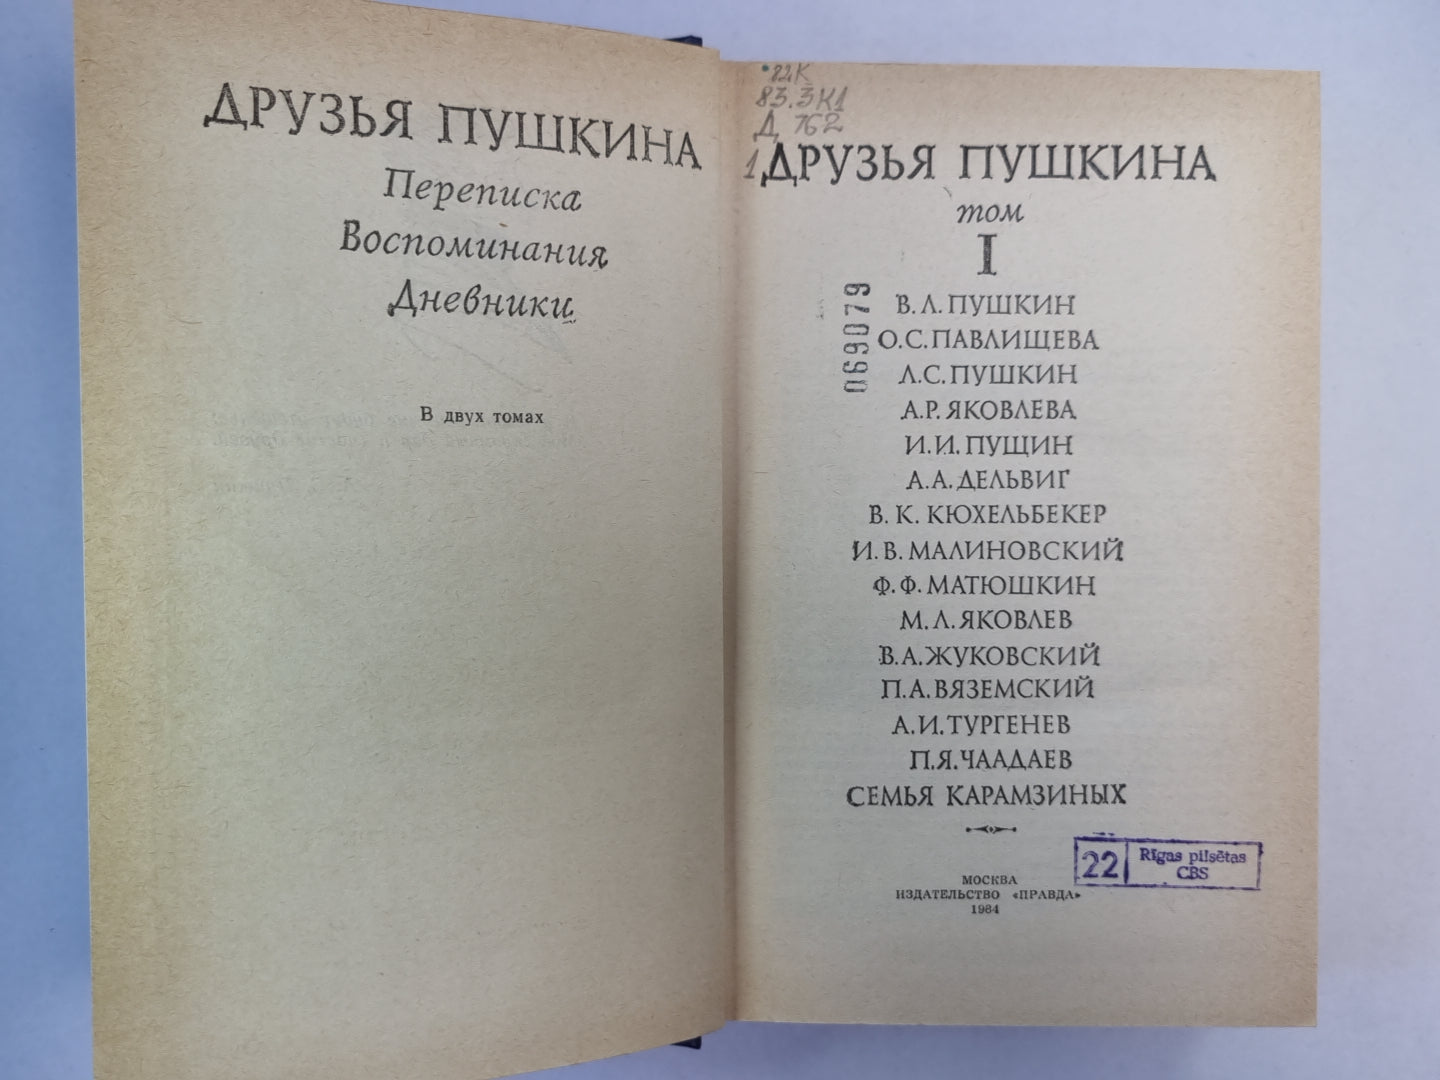 ДРУЗЬЯ ПУШКИНА
Переписка
Воспоминания
Дневники
В двух томах
82К
83.3К1
Д 762
1
ДРУЗЬЯ ПУШКИНА
том
I
069079
В. Л. ПУШКИН
О. С. ПАВЛИЩЕВА
Л. С. ПУШКИН
А. Р. ЯКОВЛЕВА
И. И. ПУЩИН
А. А. ДЕЛЬВИГ
В. К. КЮХЕЛЬБЕКЕР
И. В. МАЛИНОВСКИЙ
Ф. Ф. МАТЮШКИН
М. Л. ЯКОВЛЕВ
В. А. ЖУКОВСКИЙ
П. А. ВЯЗЕМСКИЙ
А. И. ТУРГЕНЕВ
П. Я. ЧААДАЕВ
СЕМЬЯ КАРАМЗИНЫХ
МОСКВА
ИЗДАТЕЛЬСТВО «ПРАВДА»
1984
22
Rīgas pilsētas
CBS